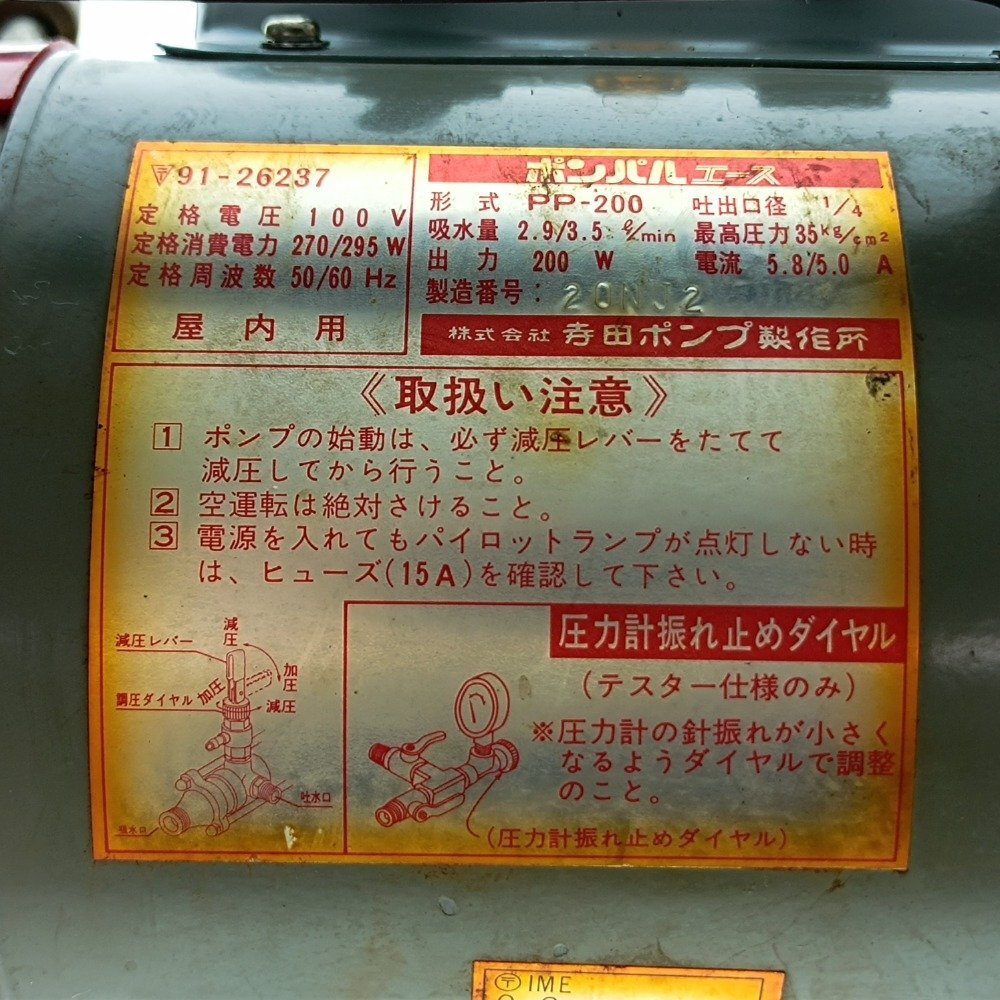 〒91-26237
定格電圧 100 V
定格消費電力 270/295 W
定格周波数 50/60 Hz
屋内用
ポンパルエース
形式 PP-200 吐出口径 1/4
吸水量 2.9/3.5 ℓ/min 最高圧力 35kg/cm2
出力 200 W 電流 5.8/5.0 A
製造番号: 20NJ2
株式会社 寺田ポンプ製作所
《取扱い注意》
1 ポンプの始動は、必ず減圧レバーをたてて
減圧してから行うこと。
2 空運転は絶対さけること。
3 電源を入れてもパイロットランプが点灯しない時
は、ヒューズ(15A)を確認して下さい。
減圧
減圧レバー
加圧
加圧
調圧ダイヤル
減圧
吐水口
吸水口
圧力計振れ止めダイヤル
(テスター仕様のみ)
※圧力計の針振れが小さく
なるようダイヤルで調整
のこと。
(圧力計振れ止めダイヤル)
〒IME